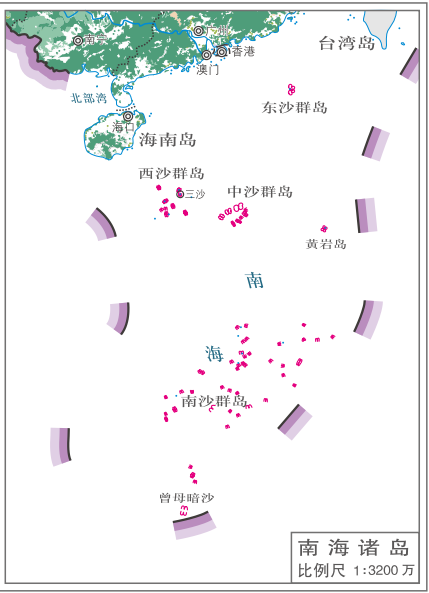 南宁
广州
香港
澳门
台湾岛
北部湾
东沙群岛
海口
海南岛
西沙群岛
三沙
中沙群岛
黄岩岛
南
海
南沙群岛
曾母暗沙
南海诸岛
比例尺 1:3200 万